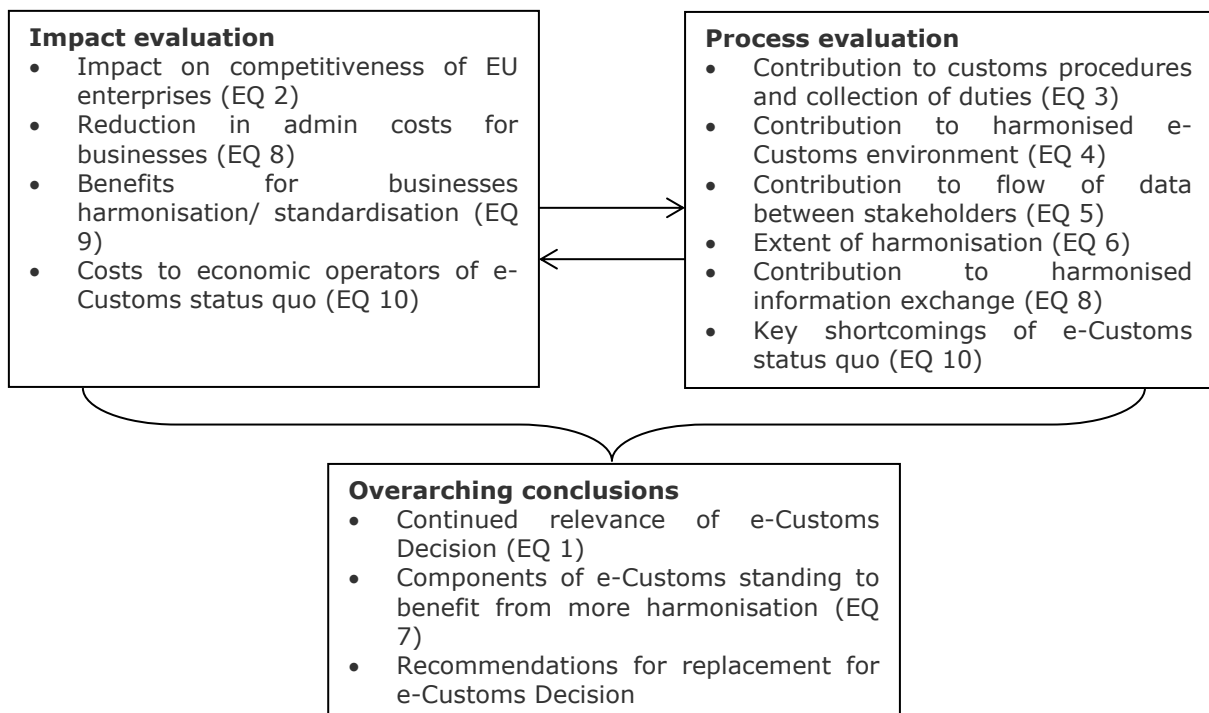 Impact evaluation
• Impact on competitiveness of EU
enterprises (EQ 2)
• Reduction in admin costs for
businesses (EQ 8)
• Benefits for businesses
harmonisation/ standardisation (EQ
9)
• Costs to economic operators of e-
Customs status quo (EQ 10)
Process evaluation
• Contribution to customs procedures
and collection of duties (EQ 3)
• Contribution to harmonised e-
Customs environment (EQ 4)
• Contribution to flow of data
between stakeholders (EQ 5)
• Extent of harmonisation (EQ 6)
• Contribution to harmonised
information exchange (EQ 8)
• Key shortcomings of e-Customs
status quo (EQ 10)
Overarching conclusions
• Continued relevance of e-Customs
Decision (EQ 1)
• Components of e-Customs standing to
benefit from more harmonisation (EQ
7)
• Recommendations for replacement for
e-Customs Decision